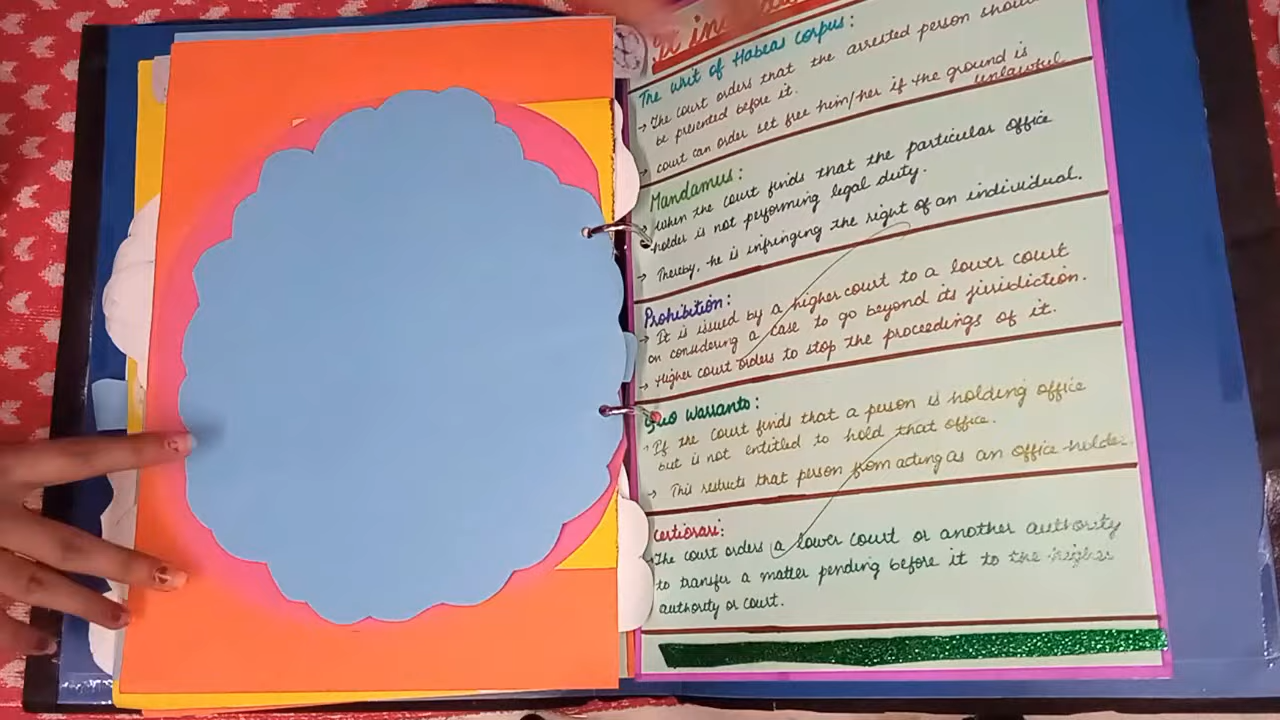 The writ of Habeas Corpus:
→ The court orders that the arrested person should
be presented before it.
→ court can order set free him/her if the ground is
unlawful
Mandamus:
→ When the court finds that the particular office
holder is not performing legal duty.
→ Thereby, he is infringing the right of an individual.
Prohibition:
→ It is issued by a higher court to a lower court
on considering a case to go beyond its jurisdiction.
→ Higher court orders to stop the proceedings of it.
Quo Warranto:
→ If the court finds that a person is holding office
but is not entitled to hold that office.
→ This restricts that person from acting as an office holder.
Certiorari:
→ The court orders a lower court or another authority
to transfer a matter pending before it to the higher
authority or court.